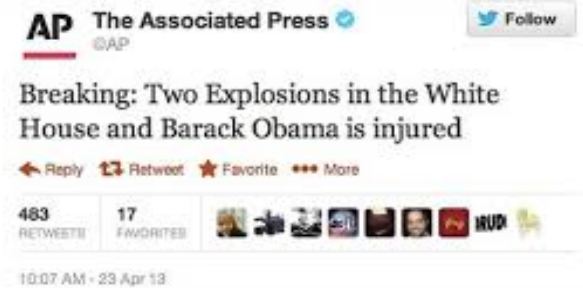 AP The Associated Press Follow
@AP
Breaking: Two Explosions in the White
House and Barack Obama is injured
Reply Retweet Favorite More
483 17
RETWEETS FAVORITES
RUDI
10:07 AM - 23 Apr 13